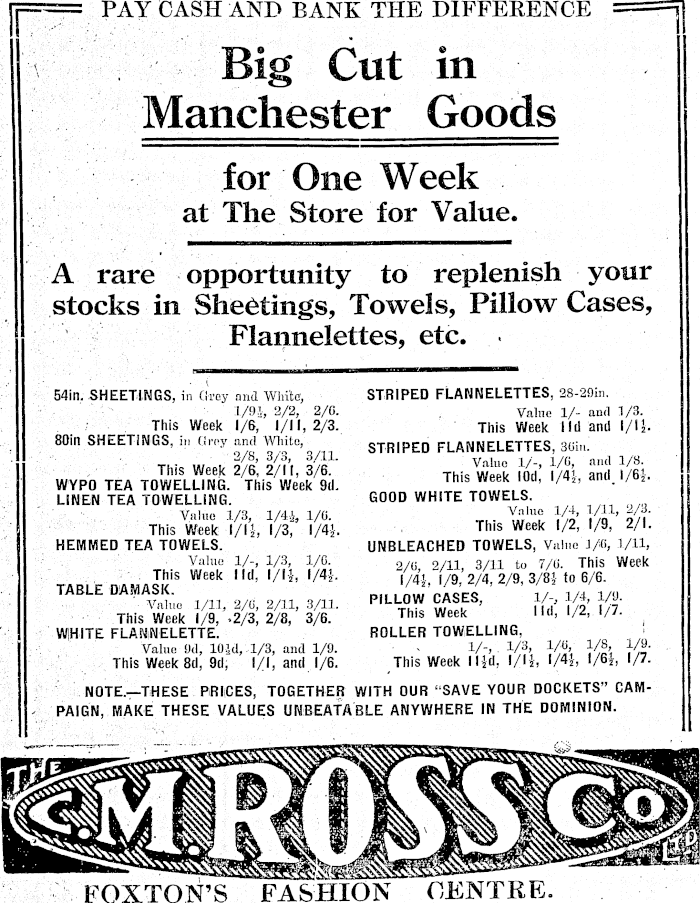 PAY CASH AND BANK THE DIFFERENCE
Big Cut in
Manchester Goods
for One Week
at The Store for Value.
A rare opportunity to replenish your
stocks in Sheetings, Towels, Pillow Cases,
Flannelettes, etc.
54in. SHEETINGS, in Grey and White,
1/9½, 2/2, 2/6.
This Week 1/6, 1/11, 2/3.
80in SHEETINGS, in Grey and White,
2/8, 3/3, 3/11.
This Week 2/6, 2/11, 3/6.
WYPO TEA TOWELLING. This Week 9d.
LINEN TEA TOWELLING.
Value 1/3, 1/4½, 1/6.
This Week 1/1½, 1/3, 1/4½.
HEMMED TEA TOWELS.
Value 1/-, 1/3, 1/6.
This Week 11d, 1/1½, 1/4½.
TABLE DAMASK.
Value 1/11, 2/6, 2/11, 3/11.
This Week 1/9, 2/3, 2/8, 3/6.
WHITE FLANNELETTE.
Value 9d, 10½d, 1/3, and 1/9.
This Week 8d, 9d, 1/1, and 1/6.
STRIPED FLANNELETTES, 28-29in.
Value 1/- and 1/3.
This Week 11d and 1/1½.
STRIPED FLANNELETTES, 36in.
Value 1/-, 1/6, and 1/8.
This Week 10d, 1/4½, and 1/6½.
GOOD WHITE TOWELS.
Value 1/4, 1/11, 2/3.
This Week 1/2, 1/9, 2/1.
UNBLEACHED TOWELS, Value 1/6, 1/11,
2/6, 2/11, 3/11 to 7/6. This Week
1/4½, 1/9, 2/4, 2/9, 3/8½ to 6/6.
PILLOW CASES, 1/-, 1/4, 1/9.
This Week 11d, 1/2, 1/7.
ROLLER TOWELLING,
1/-, 1/3, 1/6, 1/8, 1/9.
This Week 11½d, 1/1½, 1/4½, 1/6½, 1/7.
NOTE.—THESE PRICES, TOGETHER WITH OUR "SAVE YOUR DOCKETS" CAM-
PAIGN, MAKE THESE VALUES UNBEATABLE ANYWHERE IN THE DOMINION.
THE
C.M. ROSS Co
LTD
FOXTON'S FASHION CENTRE.